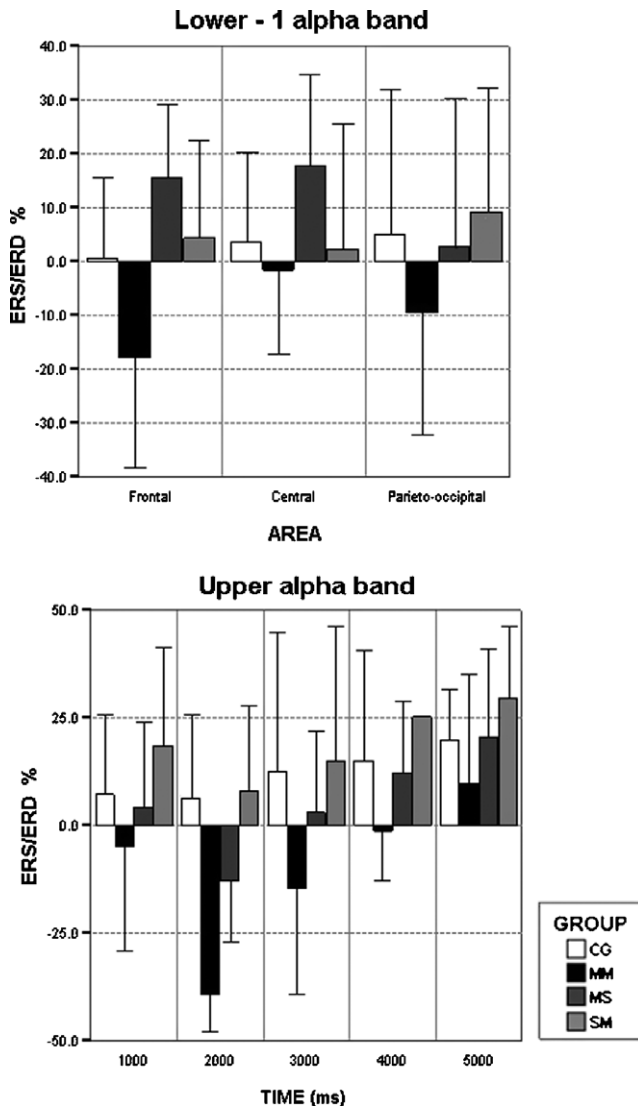 Lower - 1 alpha band
40.0
30.0
20.0
10.0
0.0
-10.0
-20.0
-30.0
-40.0
ERS/ERD %
Frontal Central Parieto-occipital
AREA
Upper alpha band
50.0
25.0
0.0
-25.0
-50.0
ERS/ERD %
1000 2000 3000 4000 5000
TIME (ms)
GROUP
CG
MM
MS
SM